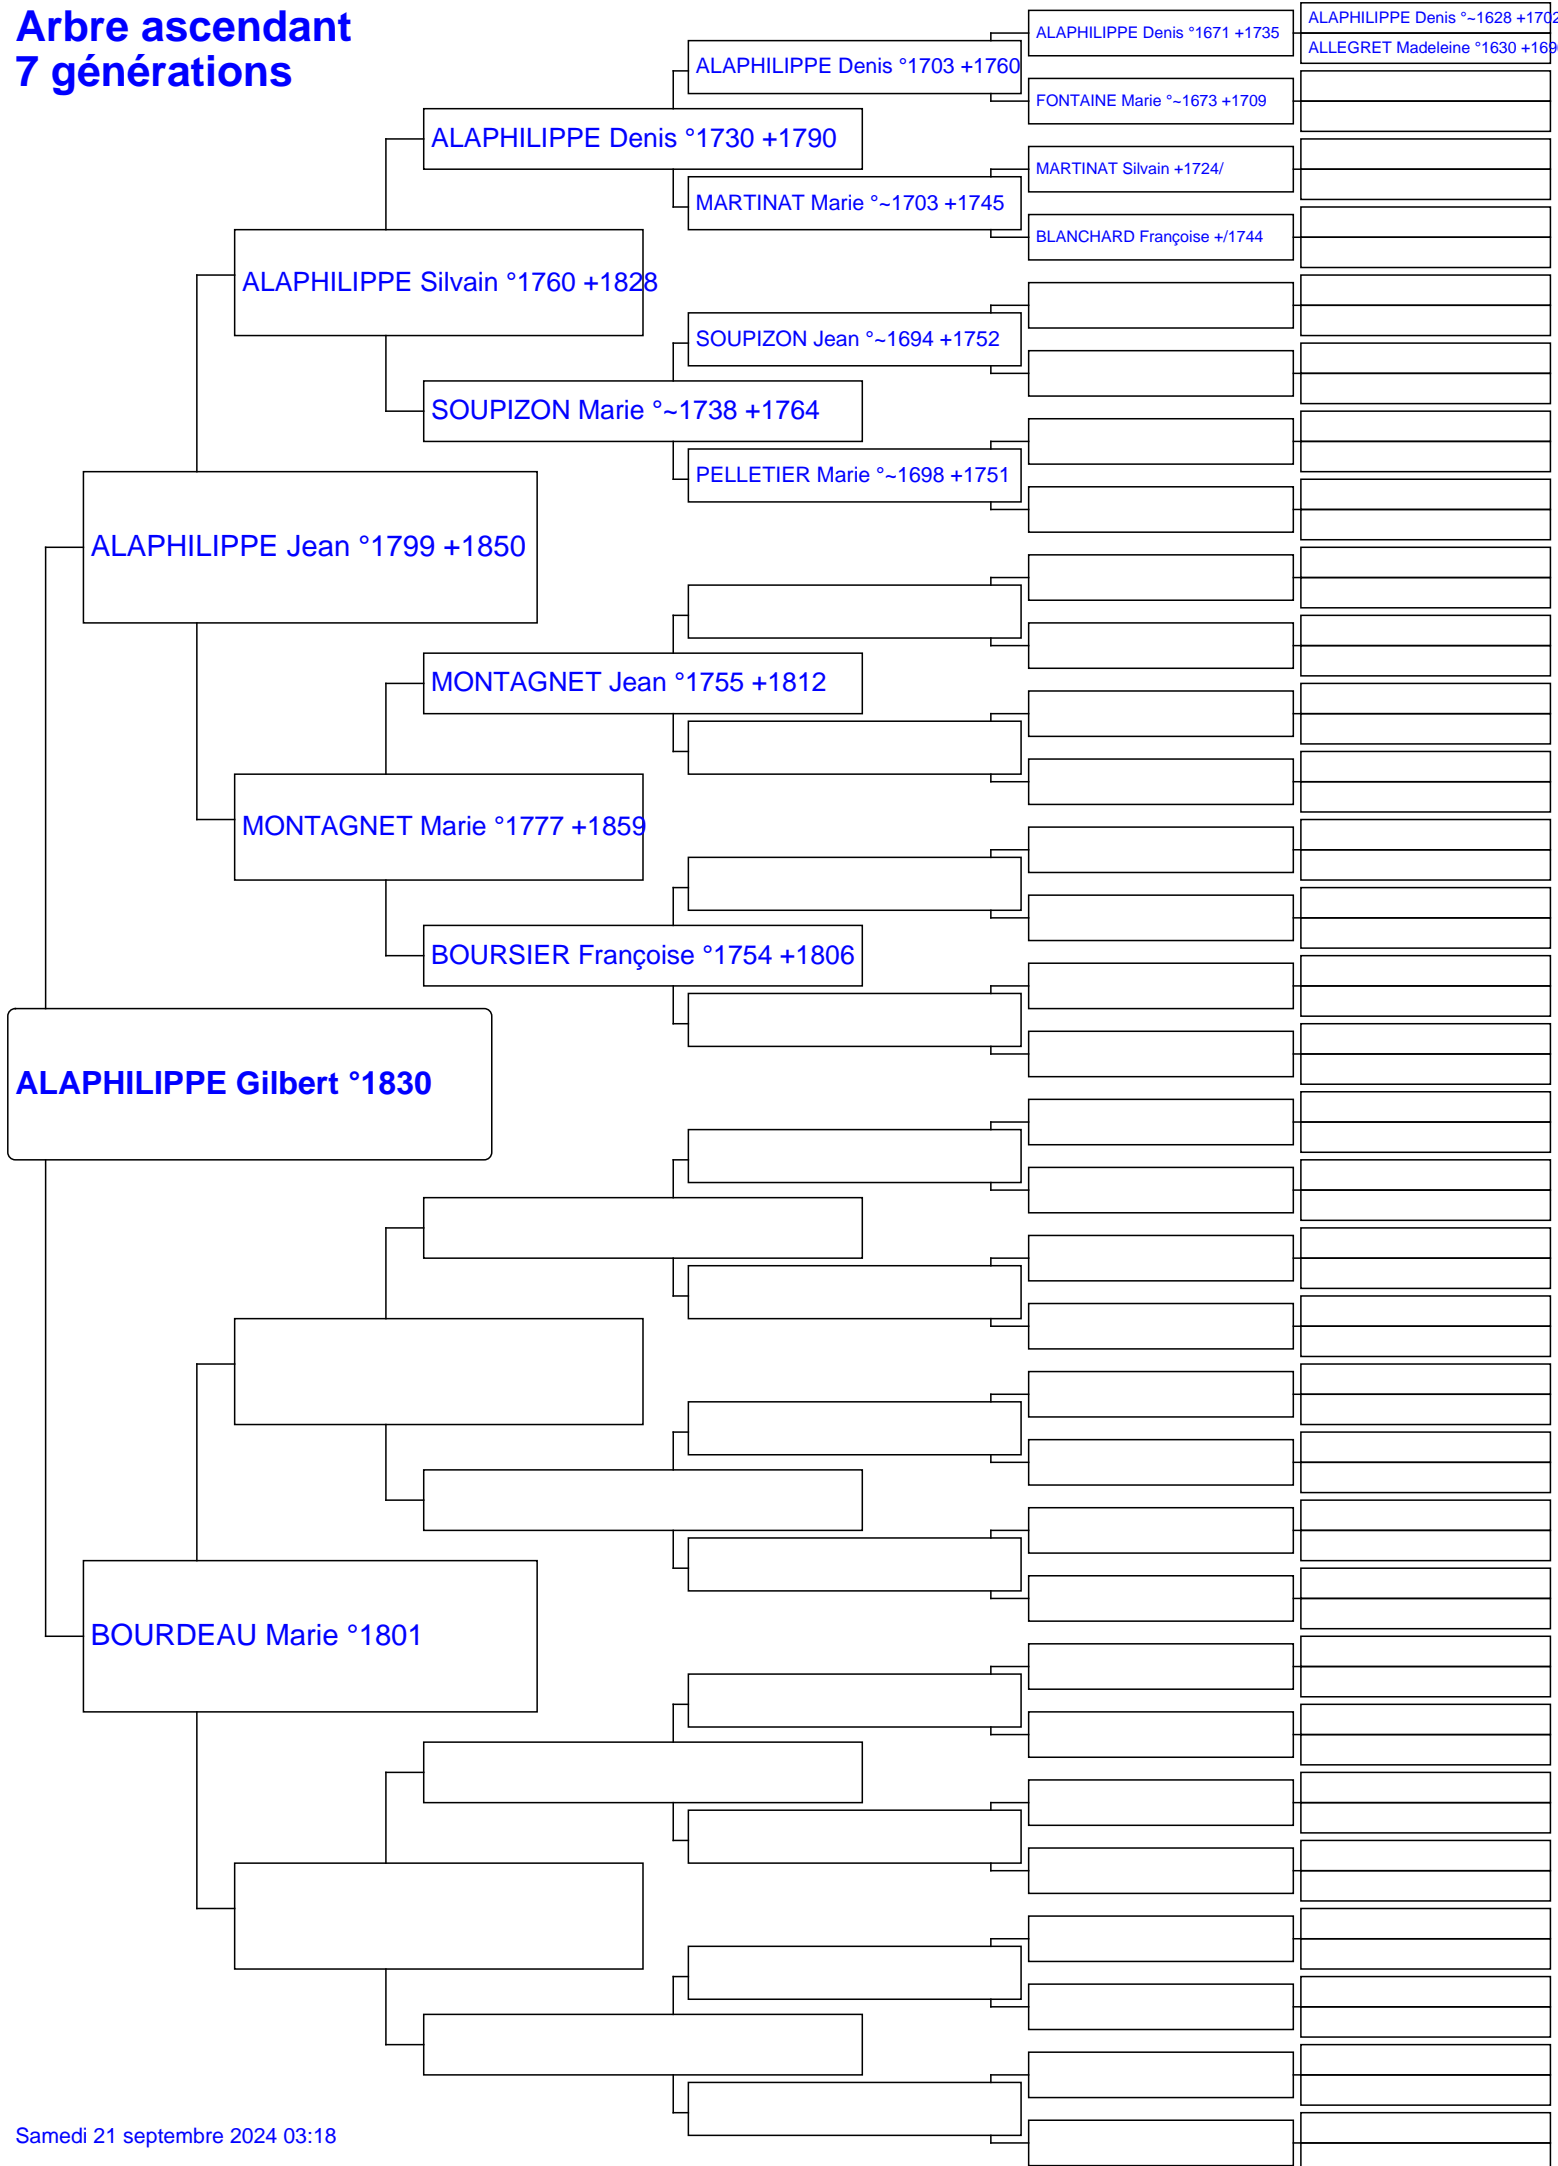 Arbre ascendant
7 générations
ALAPHILIPPE Denis °~1628 +1702
ALAPHILIPPE Denis °1671 +1735
ALLEGRET Madeleine °1630
ALAPHILIPPE Denis °1703 +1760
FONTAINE Marie °~1673 +1709
ALAPHILIPPE Denis °1730 +1790
MARTINAT Silvain +1724/
MARTINAT Marie °~1703 +1745
BLANCHARD Françoise +/1744
ALAPHILIPPE Silvain °1760 +1828
SOUPIZON Jean °~1694 +1752
SOUPIZON Marie °~1738 +1764
PELLETIER Marie °~1698 +1751
ALAPHILIPPE Jean °1799 +1850
MONTAGNET Jean °1755 +1812
MONTAGNET Marie °1777 +1859
BOURSIER Françoise °1754 +1806
ALAPHILIPPE Gilbert °1830
BOURDEAU Marie °1801
Samedi 21 septembre 2024 03:18